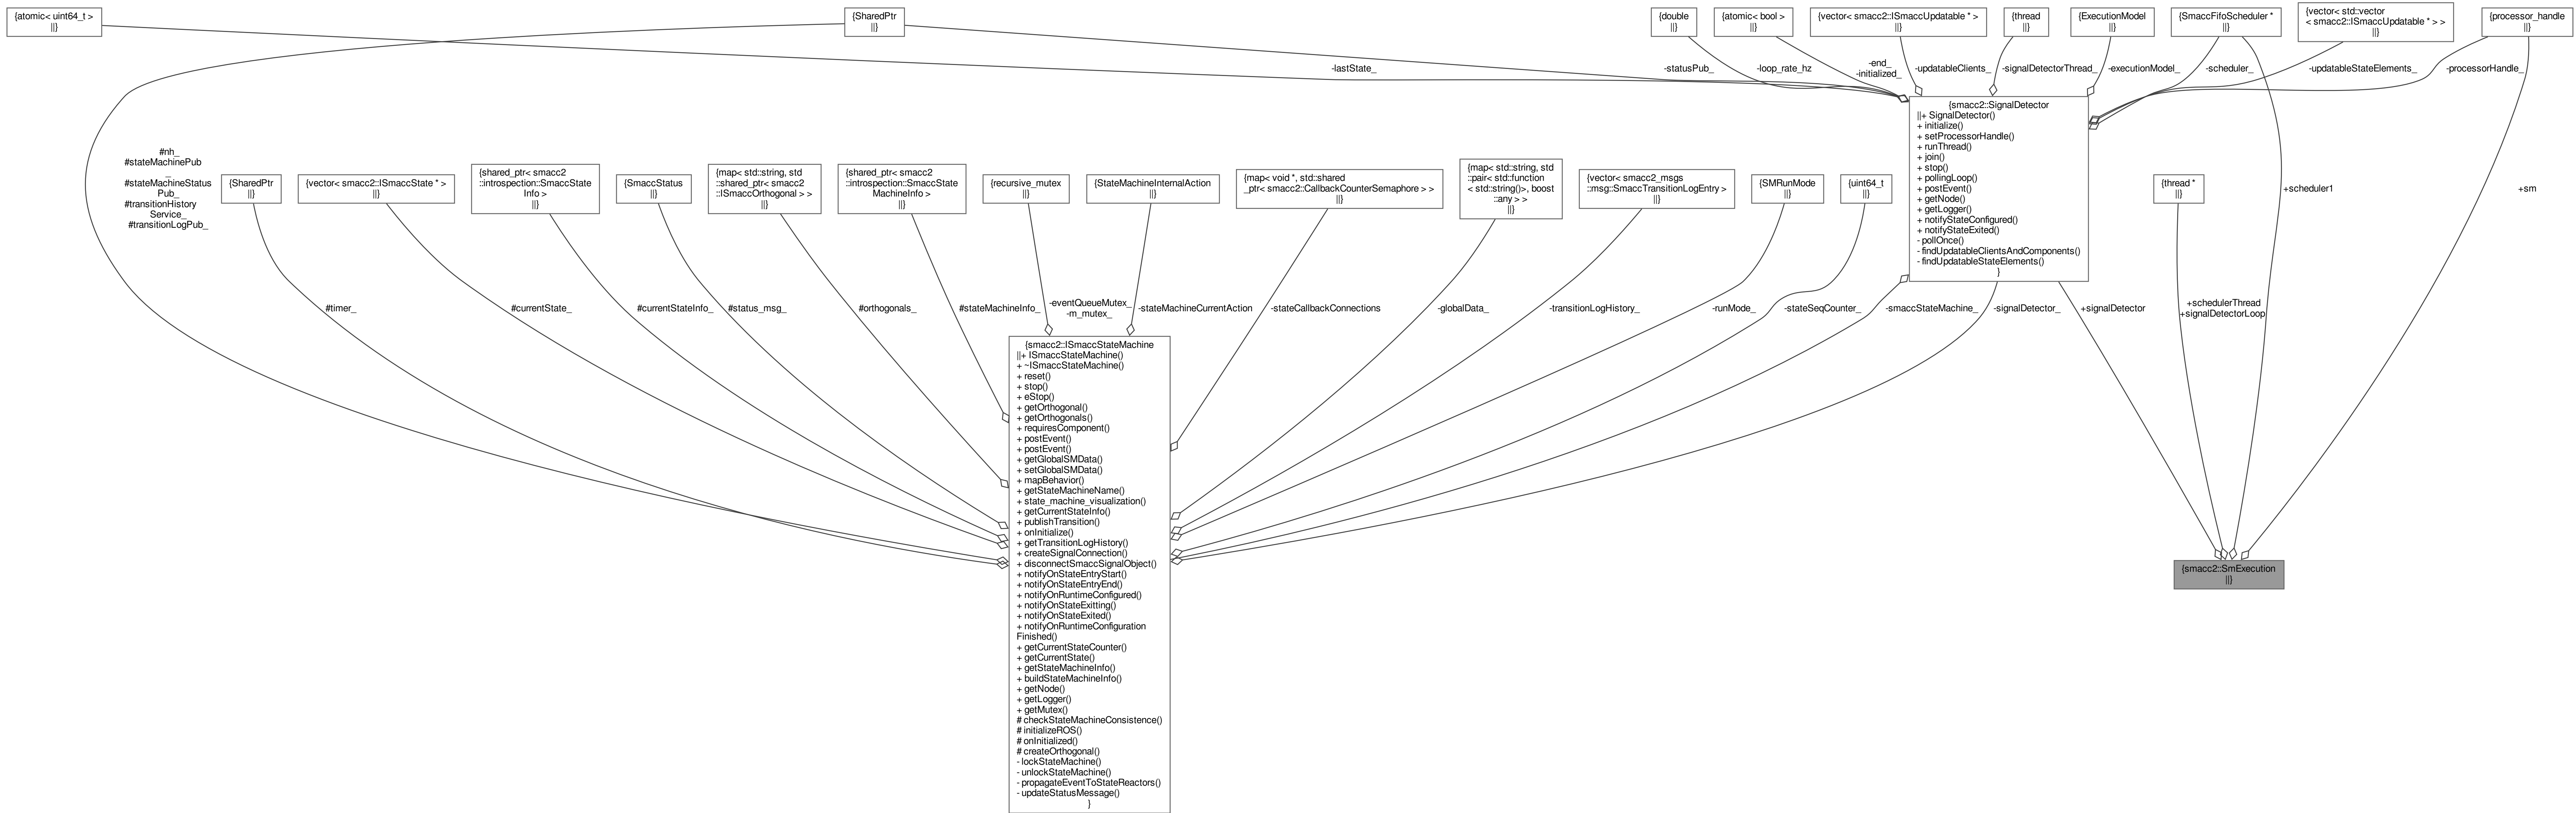 {atomic< uint64_t >
||}
{SharedPtr
||}
{double
||}
{atomic< bool >
||}
{vector< smacc2::ISmaccUpdatable * >
||}
{thread
||}
{ExecutionModel
||}
{SmaccFifoScheduler *
||}
{vector< std::vector
< smacc2::ISmaccUpdatable * > >
||}
{processor_handle
||}
-lastState_
-statusPub_
-loop_rate_hz
-end_
-initialized_
-updatableClients_
-signalDetectorThread_
-executionModel_
-scheduler_
-updatableStateElements_
-processorHandle_
{smacc2::SignalDetector
||+ SignalDetector()
+ initialize()
+ setProcessorHandle()
+ runThread()
+ join()
+ stop()
+ pollingLoop()
+ postEvent()
+ getNode()
+ getLogger()
+ notifyStateConfigured()
+ notifyStateExited()
- pollOnce()
- findUpdatableClientsAndComponents()
- findUpdatableStateElements()
}
#nh_
#stateMachinePub
_
#stateMachineStatus
Pub_
#transitionHistory
Service_
#transitionLogPub_
{SharedPtr
||}
{vector< smacc2::ISmaccState * >
||}
{shared_ptr< smacc2
::introspection::SmaccState
Info >
||}
{SmaccStatus
||}
{map< std::string, std
::shared_ptr< smacc2
::ISmaccOrthogonal > >
||}
{shared_ptr< smacc2
::introspection::SmaccState
MachineInfo >
||}
{recursive_mutex
||}
{StateMachineInternalAction
||}
{map< void *, std::shared
_ptr< smacc2::CallbackCounterSemaphore > >
||}
{map< std::string, std
::pair< std::function
< std::string()>, boost
::any > >
||}
{vector< smacc2_msgs
::msg::SmaccTransitionLogEntry >
||}
{SMRunMode
||}
{uint64_t
||}
{thread *
||}
+scheduler1
+sm
#timer_
#currentState_
#currentStateInfo_
#status_msg_
#orthogonals_
#stateMachineInfo_
-eventQueueMutex_
-m_mutex_
-stateMachineCurrentAction
-stateCallbackConnections
-globalData_
-transitionLogHistory_
-runMode_
-stateSeqCounter_
-smaccStateMachine_
-signalDetector_
+signalDetector
+schedulerThread
+signalDetectorLoop
{smacc2::ISmaccStateMachine
||+ ISmaccStateMachine()
+ ~ISmaccStateMachine()
+ reset()
+ stop()
+ eStop()
+ getOrthogonal()
+ getOrthogonals()
+ requiresComponent()
+ postEvent()
+ postEvent()
+ getGlobalSMData()
+ setGlobalSMData()
+ mapBehavior()
+ getStateMachineName()
+ state_machine_visualization()
+ getCurrentStateInfo()
+ publishTransition()
+ onInitialize()
+ getTransitionLogHistory()
+ createSignalConnection()
+ disconnectSmaccSignalObject()
+ notifyOnStateEntryStart()
+ notifyOnStateEntryEnd()
+ notifyOnRuntimeConfigured()
+ notifyOnStateExitting()
+ notifyOnStateExited()
+ notifyOnRuntimeConfiguration
Finished()
+ getCurrentStateCounter()
+ getCurrentState()
+ getStateMachineInfo()
+ buildStateMachineInfo()
+ getNode()
+ getLogger()
+ getMutex()
# checkStateMachineConsistence()
# initializeROS()
# onInitialized()
# createOrthogonal()
- lockStateMachine()
- unlockStateMachine()
- propagateEventToStateReactors()
- updateStatusMessage()
}
{smacc2::SmExecution
||}